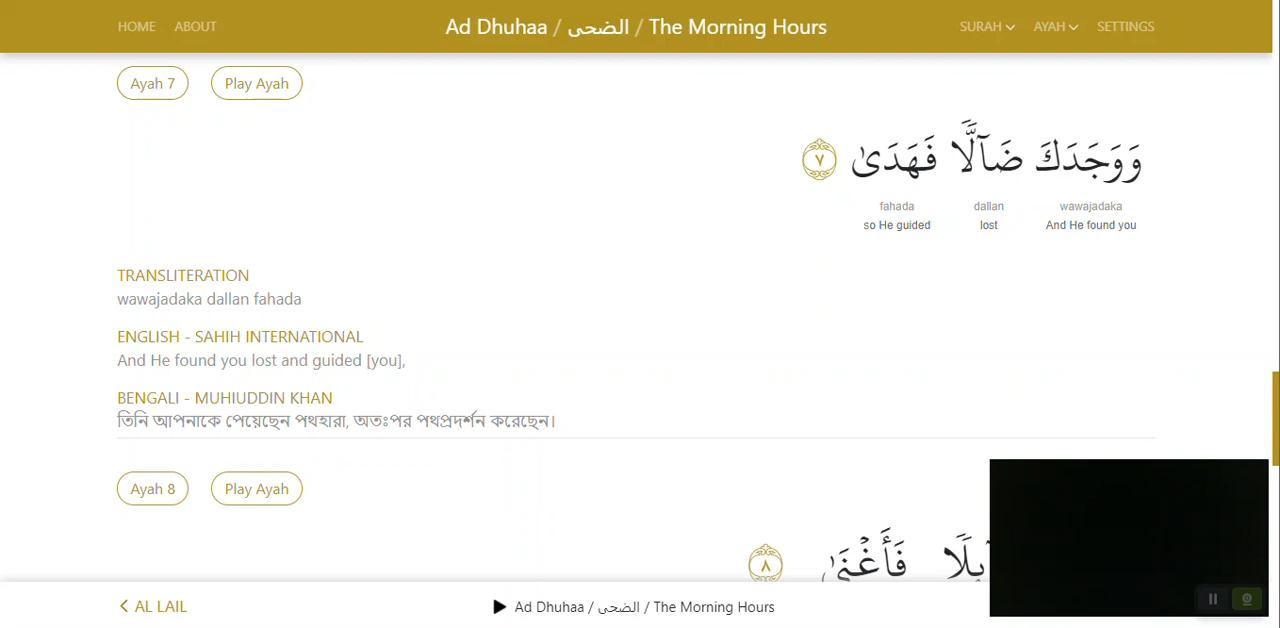 HOME ABOUT Ad Dhuhaa / الضحى / The Morning Hours SURAH AYAH SETTINGS
Ayah 7 Play Ayah
وَوَجَدَكَ ضَآلًّا فَهَدَىٰ ٧
wawajadaka dallan fahada
And He found you lost so He guided
TRANSLITERATION
wawajadaka dallan fahada
ENGLISH - SAHIH INTERNATIONAL
And He found you lost and guided [you],
BENGALI - MUHIUDDIN KHAN
তিনি আপনাকে পেয়েছেন পথহারা, অতঃপর পথপ্রদর্শন করেছেন।
Ayah 8 Play Ayah
فَأَغْنَىٰ ٨
AL LAIL Ad Dhuhaa / الضحى / The Morning Hours